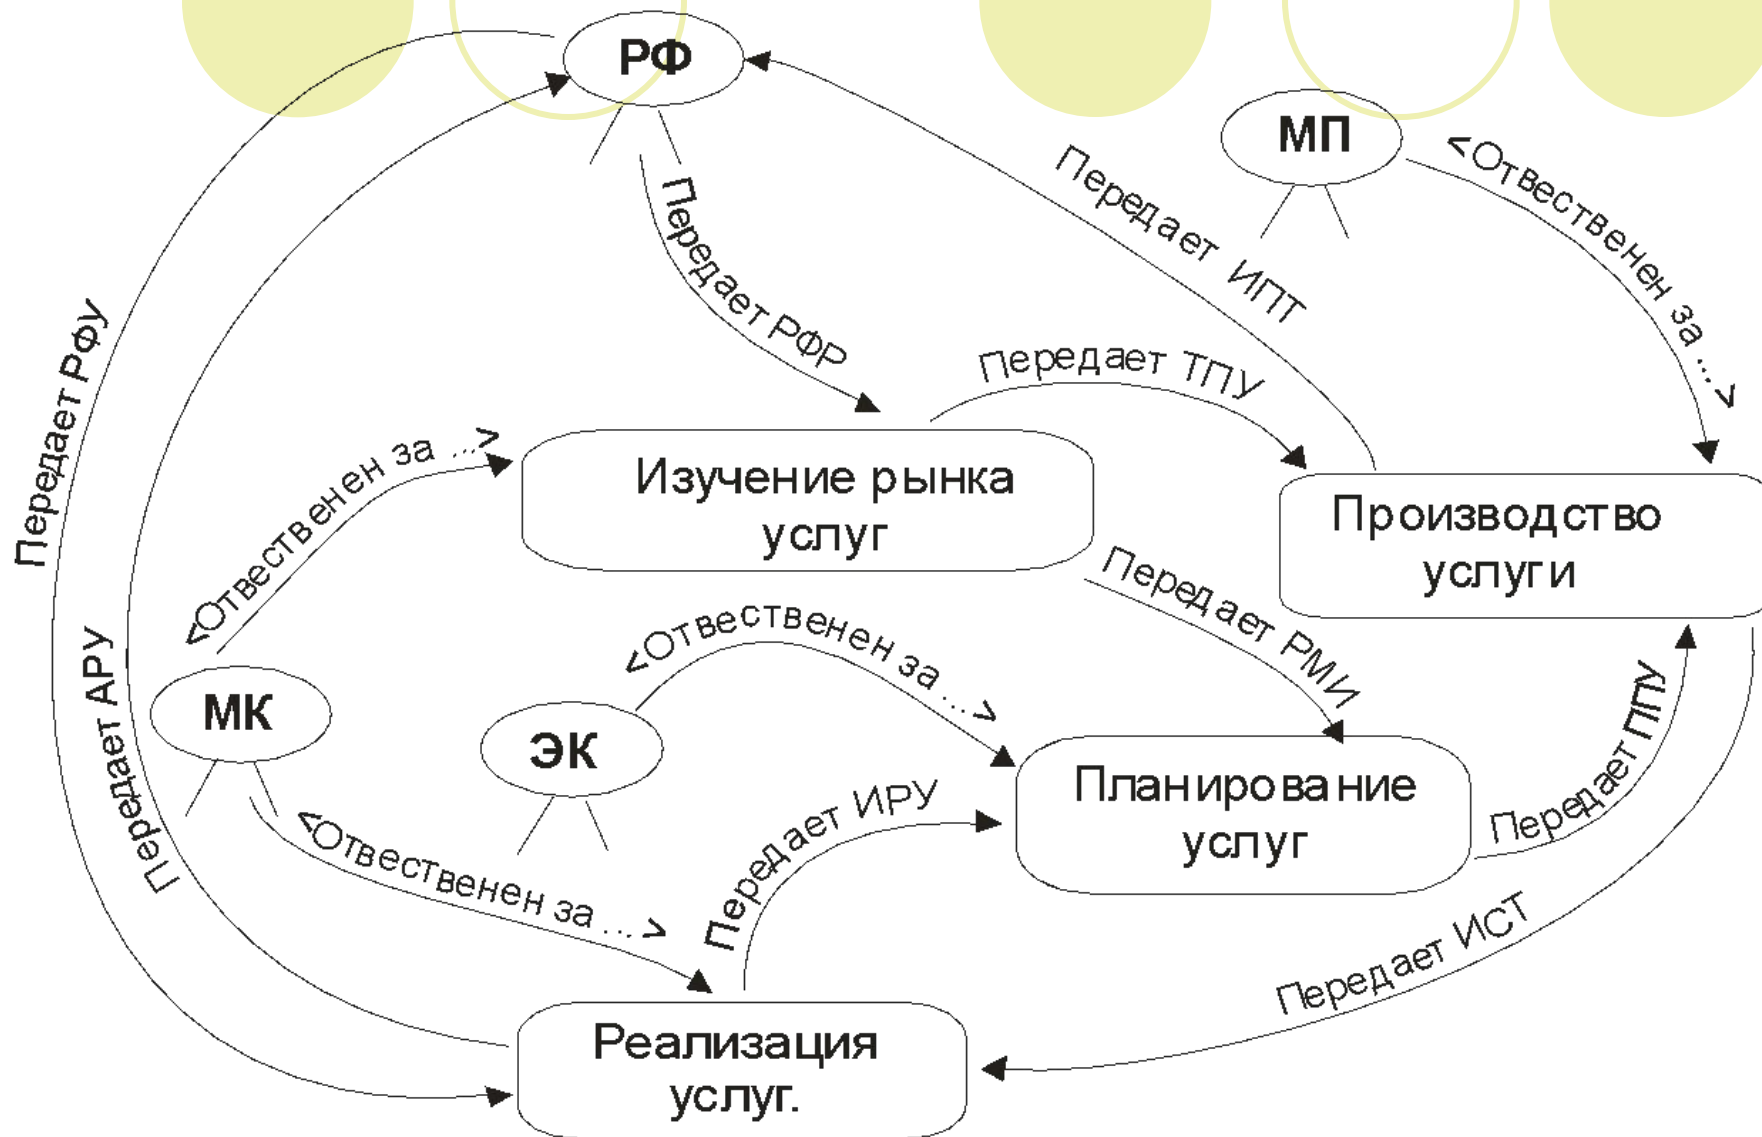 РФ
МП
<Отвественен за ...>
Передает ИПТ
Передает РФР
Передает РФУ
Передает ТПУ
<Отвественен за ...>
Изучение рынка
услуг
Производство
услуги
Передает РМИ
<Отвественен за ...>
Передает АРУ
МК
ЭК
Планирование
услуг
Передает ППУ
Передает ИРУ
<Отвественен за ...>
Передает ИСТ
Реализация
услуг.